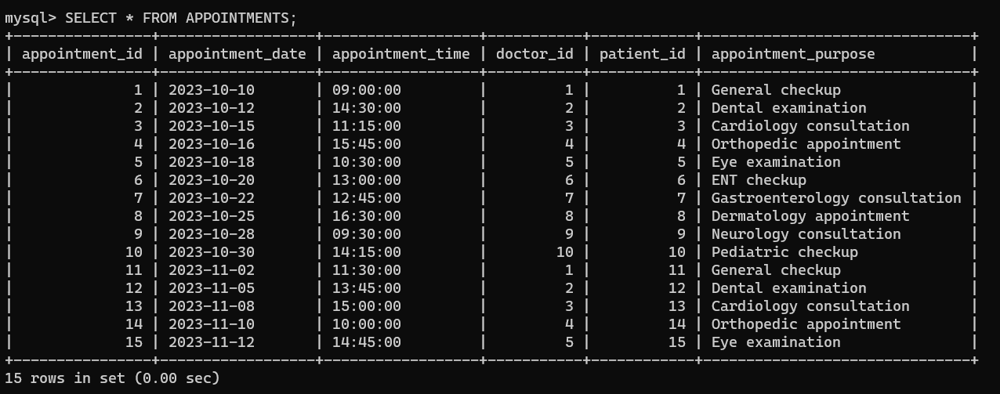 mysql> SELECT * FROM APPOINTMENTS;
+----------------+------------------+------------------+-----------+------------+-------------------------------+
| appointment_id | appointment_date | appointment_time | doctor_id | patient_id | appointment_purpose           |
+----------------+------------------+------------------+-----------+------------+-------------------------------+
|              1 | 2023-10-10       | 09:00:00         |         1 |          1 | General checkup               |
|              2 | 2023-10-12       | 14:30:00         |         2 |          2 | Dental examination            |
|              3 | 2023-10-15       | 11:15:00         |         3 |          3 | Cardiology consultation       |
|              4 | 2023-10-16       | 15:45:00         |         4 |          4 | Orthopedic appointment        |
|              5 | 2023-10-18       | 10:30:00         |         5 |          5 | Eye examination               |
|              6 | 2023-10-20       | 13:00:00         |         6 |          6 | ENT checkup                   |
|              7 | 2023-10-22       | 12:45:00         |         7 |          7 | Gastroenterology consultation |
|              8 | 2023-10-25       | 16:30:00         |         8 |          8 | Dermatology appointment       |
|              9 | 2023-10-28       | 09:30:00         |         9 |          9 | Neurology consultation        |
|             10 | 2023-10-30       | 14:15:00         |        10 |         10 | Pediatric checkup             |
|             11 | 2023-11-02       | 11:30:00         |         1 |         11 | General checkup               |
|             12 | 2023-11-05       | 13:45:00         |         2 |         12 | Dental examination            |
|             13 | 2023-11-08       | 15:00:00         |         3 |         13 | Cardiology consultation       |
|             14 | 2023-11-10       | 10:00:00         |         4 |         14 | Orthopedic appointment        |
|             15 | 2023-11-12       | 14:45:00         |         5 |         15 | Eye examination               |
+----------------+------------------+------------------+-----------+------------+-------------------------------+
15 rows in set (0.00 sec)